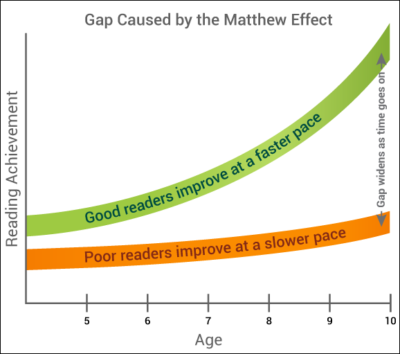 Gap Caused by the Matthew Effect
Reading Achievement
Good readers improve at a faster pace
Poor readers improve at a slower pace
Gap widens as time goes on
5 6 7 8 9 10
Age